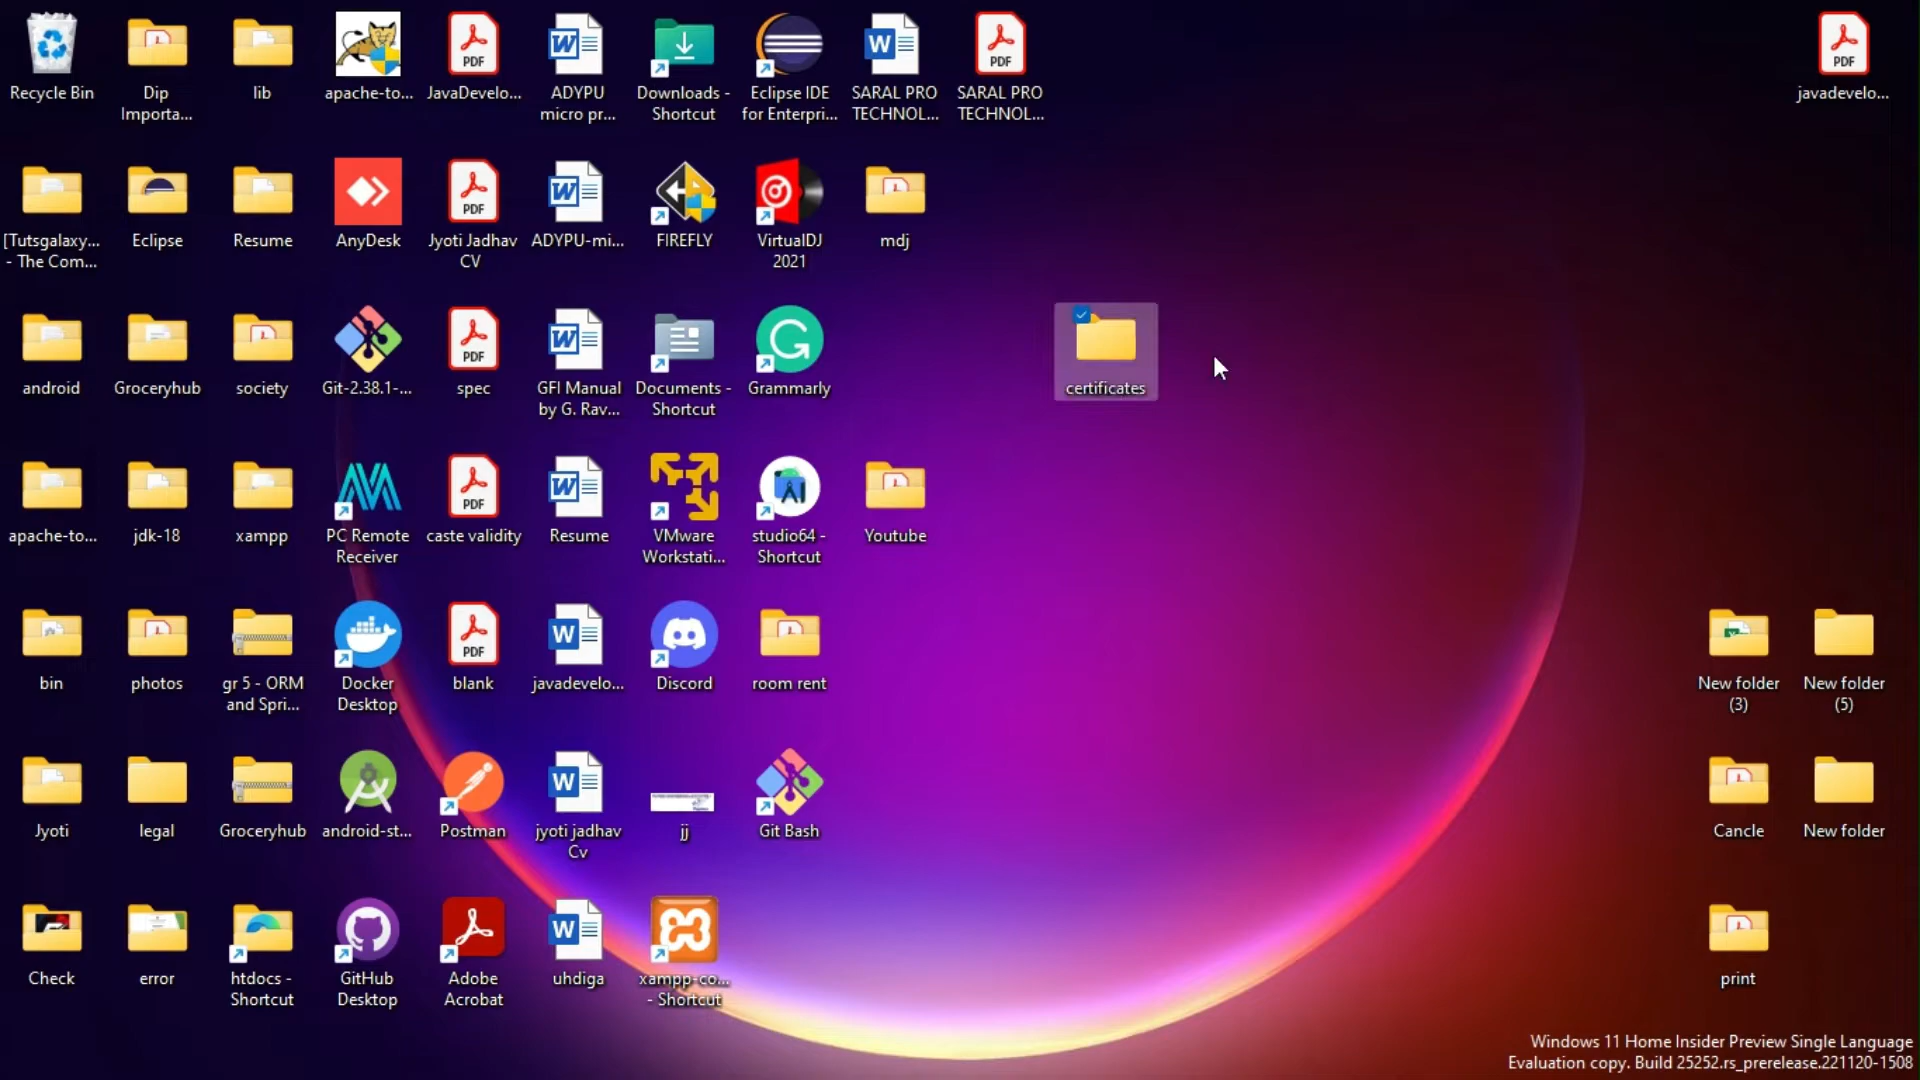 Recycle Bin
Dip
Importa...
lib
apache-to...
JavaDevelo...
ADYPU
micro pr...
Downloads -
Shortcut
Eclipse IDE
for Enterpri...
SARAL PRO
TECHNOL...
SARAL PRO
TECHNOL...
javadevelo...
[Tutsgalaxy...
- The Com...
Eclipse
Resume
AnyDesk
Jyoti Jadhav
CV
ADYPU-mi...
FIREFLY
VirtualDJ
2021
mdj
android
Groceryhub
society
Git-2.38.1-...
spec
GFI Manual
by G. Rav...
Documents -
Shortcut
Grammarly
certificates
apache-to...
jdk-18
xampp
PC Remote
Receiver
caste validity
Resume
VMware
Workstati...
studio64 -
Shortcut
Youtube
bin
photos
gr 5 - ORM
and Spri...
Docker
Desktop
blank
javadevelo...
Discord
room rent
New folder
(3)
New folder
(5)
Jyoti
legal
Groceryhub
android-st...
Postman
jyoti jadhav
Cv
jj
Git Bash
Cancle
New folder
Check
error
htdocs -
Shortcut
GitHub
Desktop
Adobe
Acrobat
uhdiga
xampp-co...
- Shortcut
print
Windows 11 Home Insider Preview Single Language
Evaluation copy. Build 25252.rs_prerelease.221120-1508